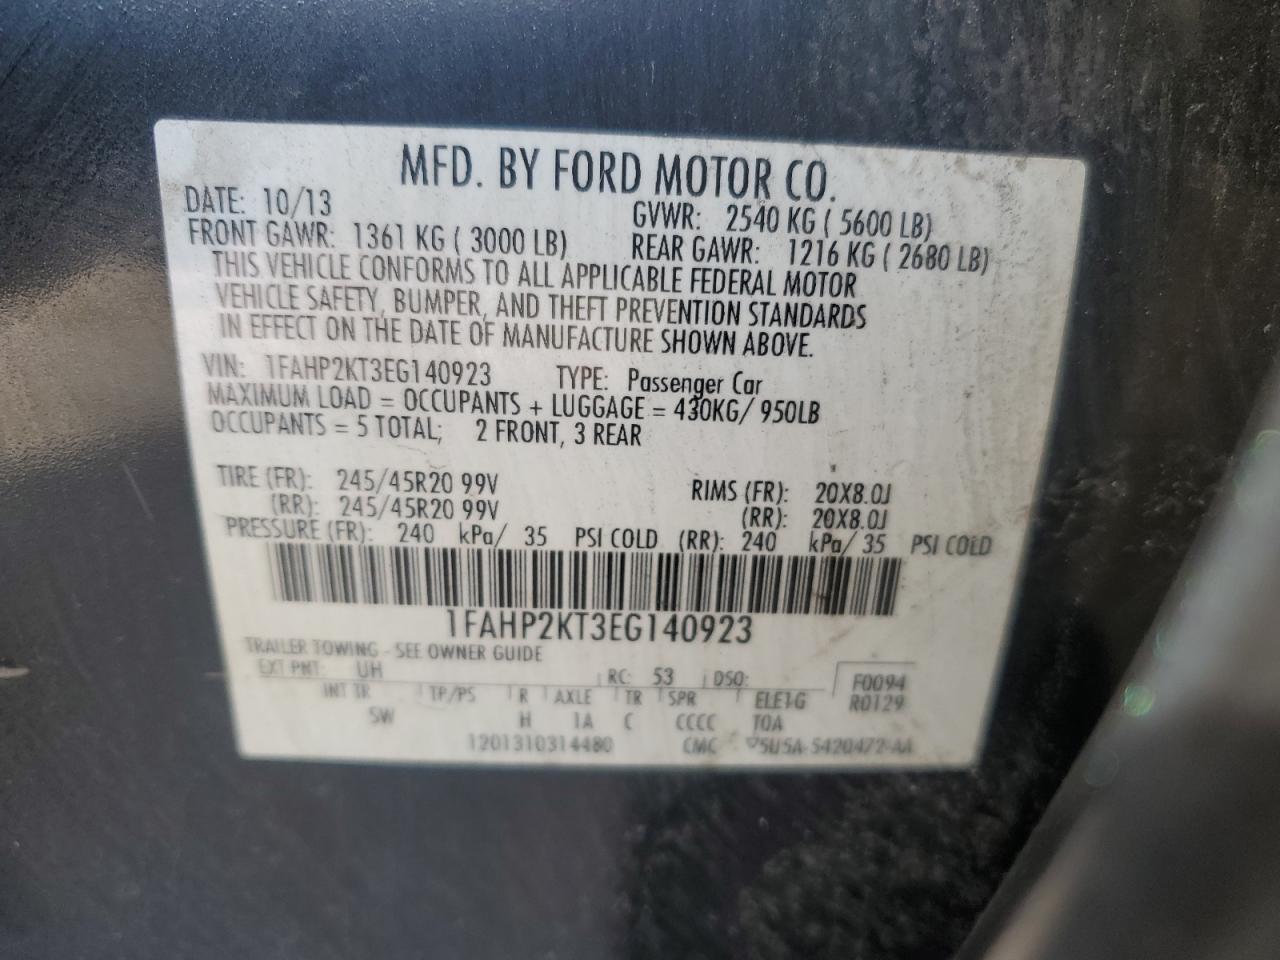 MFD. BY FORD MOTOR CO.
DATE: 10/13 GVWR: 2540 KG ( 5600 LB)
FRONT GAWR: 1361 KG ( 3000 LB) REAR GAWR: 1216 KG ( 2680 LB)
THIS VEHICLE CONFORMS TO ALL APPLICABLE FEDERAL MOTOR
VEHICLE SAFETY, BUMPER, AND THEFT PREVENTION STANDARDS
IN EFFECT ON THE DATE OF MANUFACTURE SHOWN ABOVE.
VIN: 1FAHP2KT3EG140923 TYPE: Passenger Car
MAXIMUM LOAD = OCCUPANTS + LUGGAGE = 430KG/ 950LB
OCCUPANTS = 5 TOTAL; 2 FRONT, 3 REAR
TIRE (FR): 245/45R20 99V RIMS (FR): 20X8.0J
(RR): 245/45R20 99V (RR): 20X8.0J
PRESSURE (FR): 240 kPa/ 35 PSI COLD (RR): 240 kPa/ 35 PSI COLD
1FAHP2KT3EG140923
TRAILER TOWING - SEE OWNER GUIDE
EXT PNT: UH RC: 53 DSO: F0094
INT TR TP/PS R AXLE TR SPR R0129
SW H 1A C CCCC TOA
1201310314480 CMC